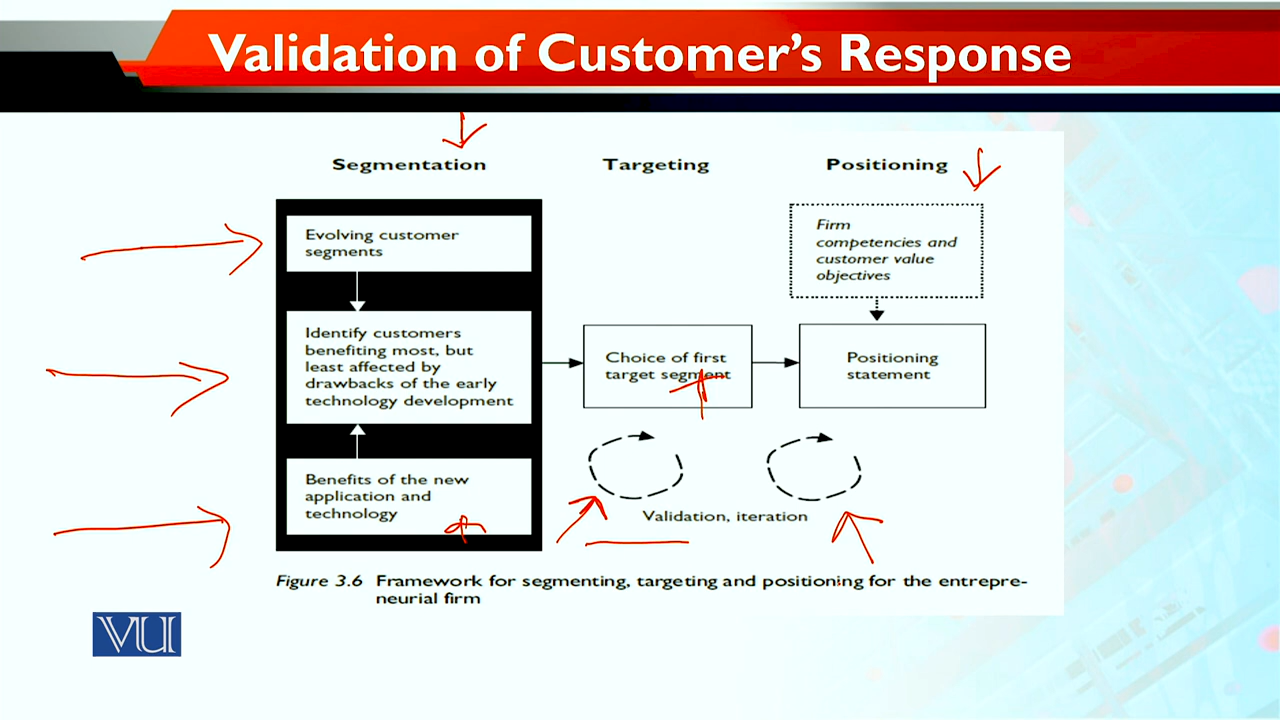 Validation of Customer's Response
Segmentation
Targeting
Positioning
Evolving customer
segments
Identify customers
benefiting most, but
least affected by
drawbacks of the early
technology development
Benefits of the new
application and
technology
Choice of first
target segment
Firm
competencies and
customer value
objectives
Positioning
statement
Validation, iteration
Figure 3.6 Framework for segmenting, targeting and positioning for the entrepre-
neurial firm
VU